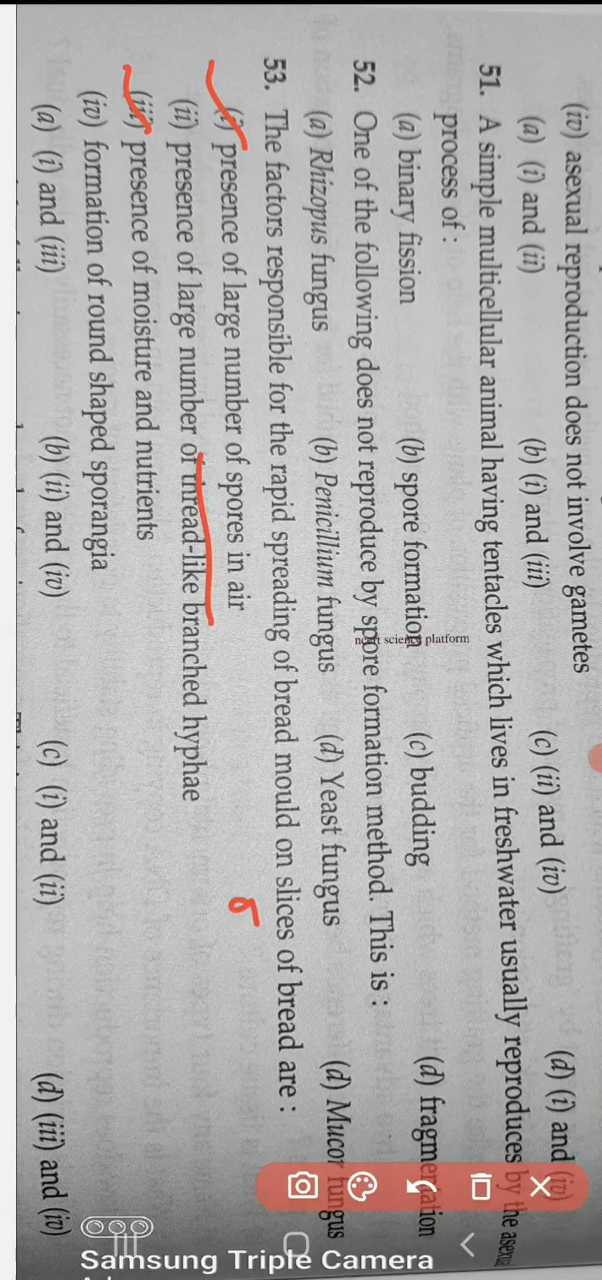 (iv) asexual reproduction does not involve gametes
(a) (i) and (ii) (b) (i) and (iii) (c) (ii) and (iv) (d) (i) and (iv)
51. A simple multicellular animal having tentacles which lives in freshwater usually reproduces by the
process of :
(a) binary fission (b) spore formation (c) budding (d) fragmentation
ncert science platform
52. One of the following does not reproduce by spore formation method. This is :
(a) Rhizopus fungus (b) Penicillium fungus (d) Yeast fungus (d) Mucor fungus
53. The factors responsible for the rapid spreading of bread mould on slices of bread are :
(i) presence of large number of spores in air
(ii) presence of large number of thread-like branched hyphae
(iii) presence of moisture and nutrients
(iv) formation of round shaped sporangia
(a) (i) and (iii) (b) (ii) and (iv) (c) (i) and (ii) (d) (iii) and (iv)
Samsung Triple Camera